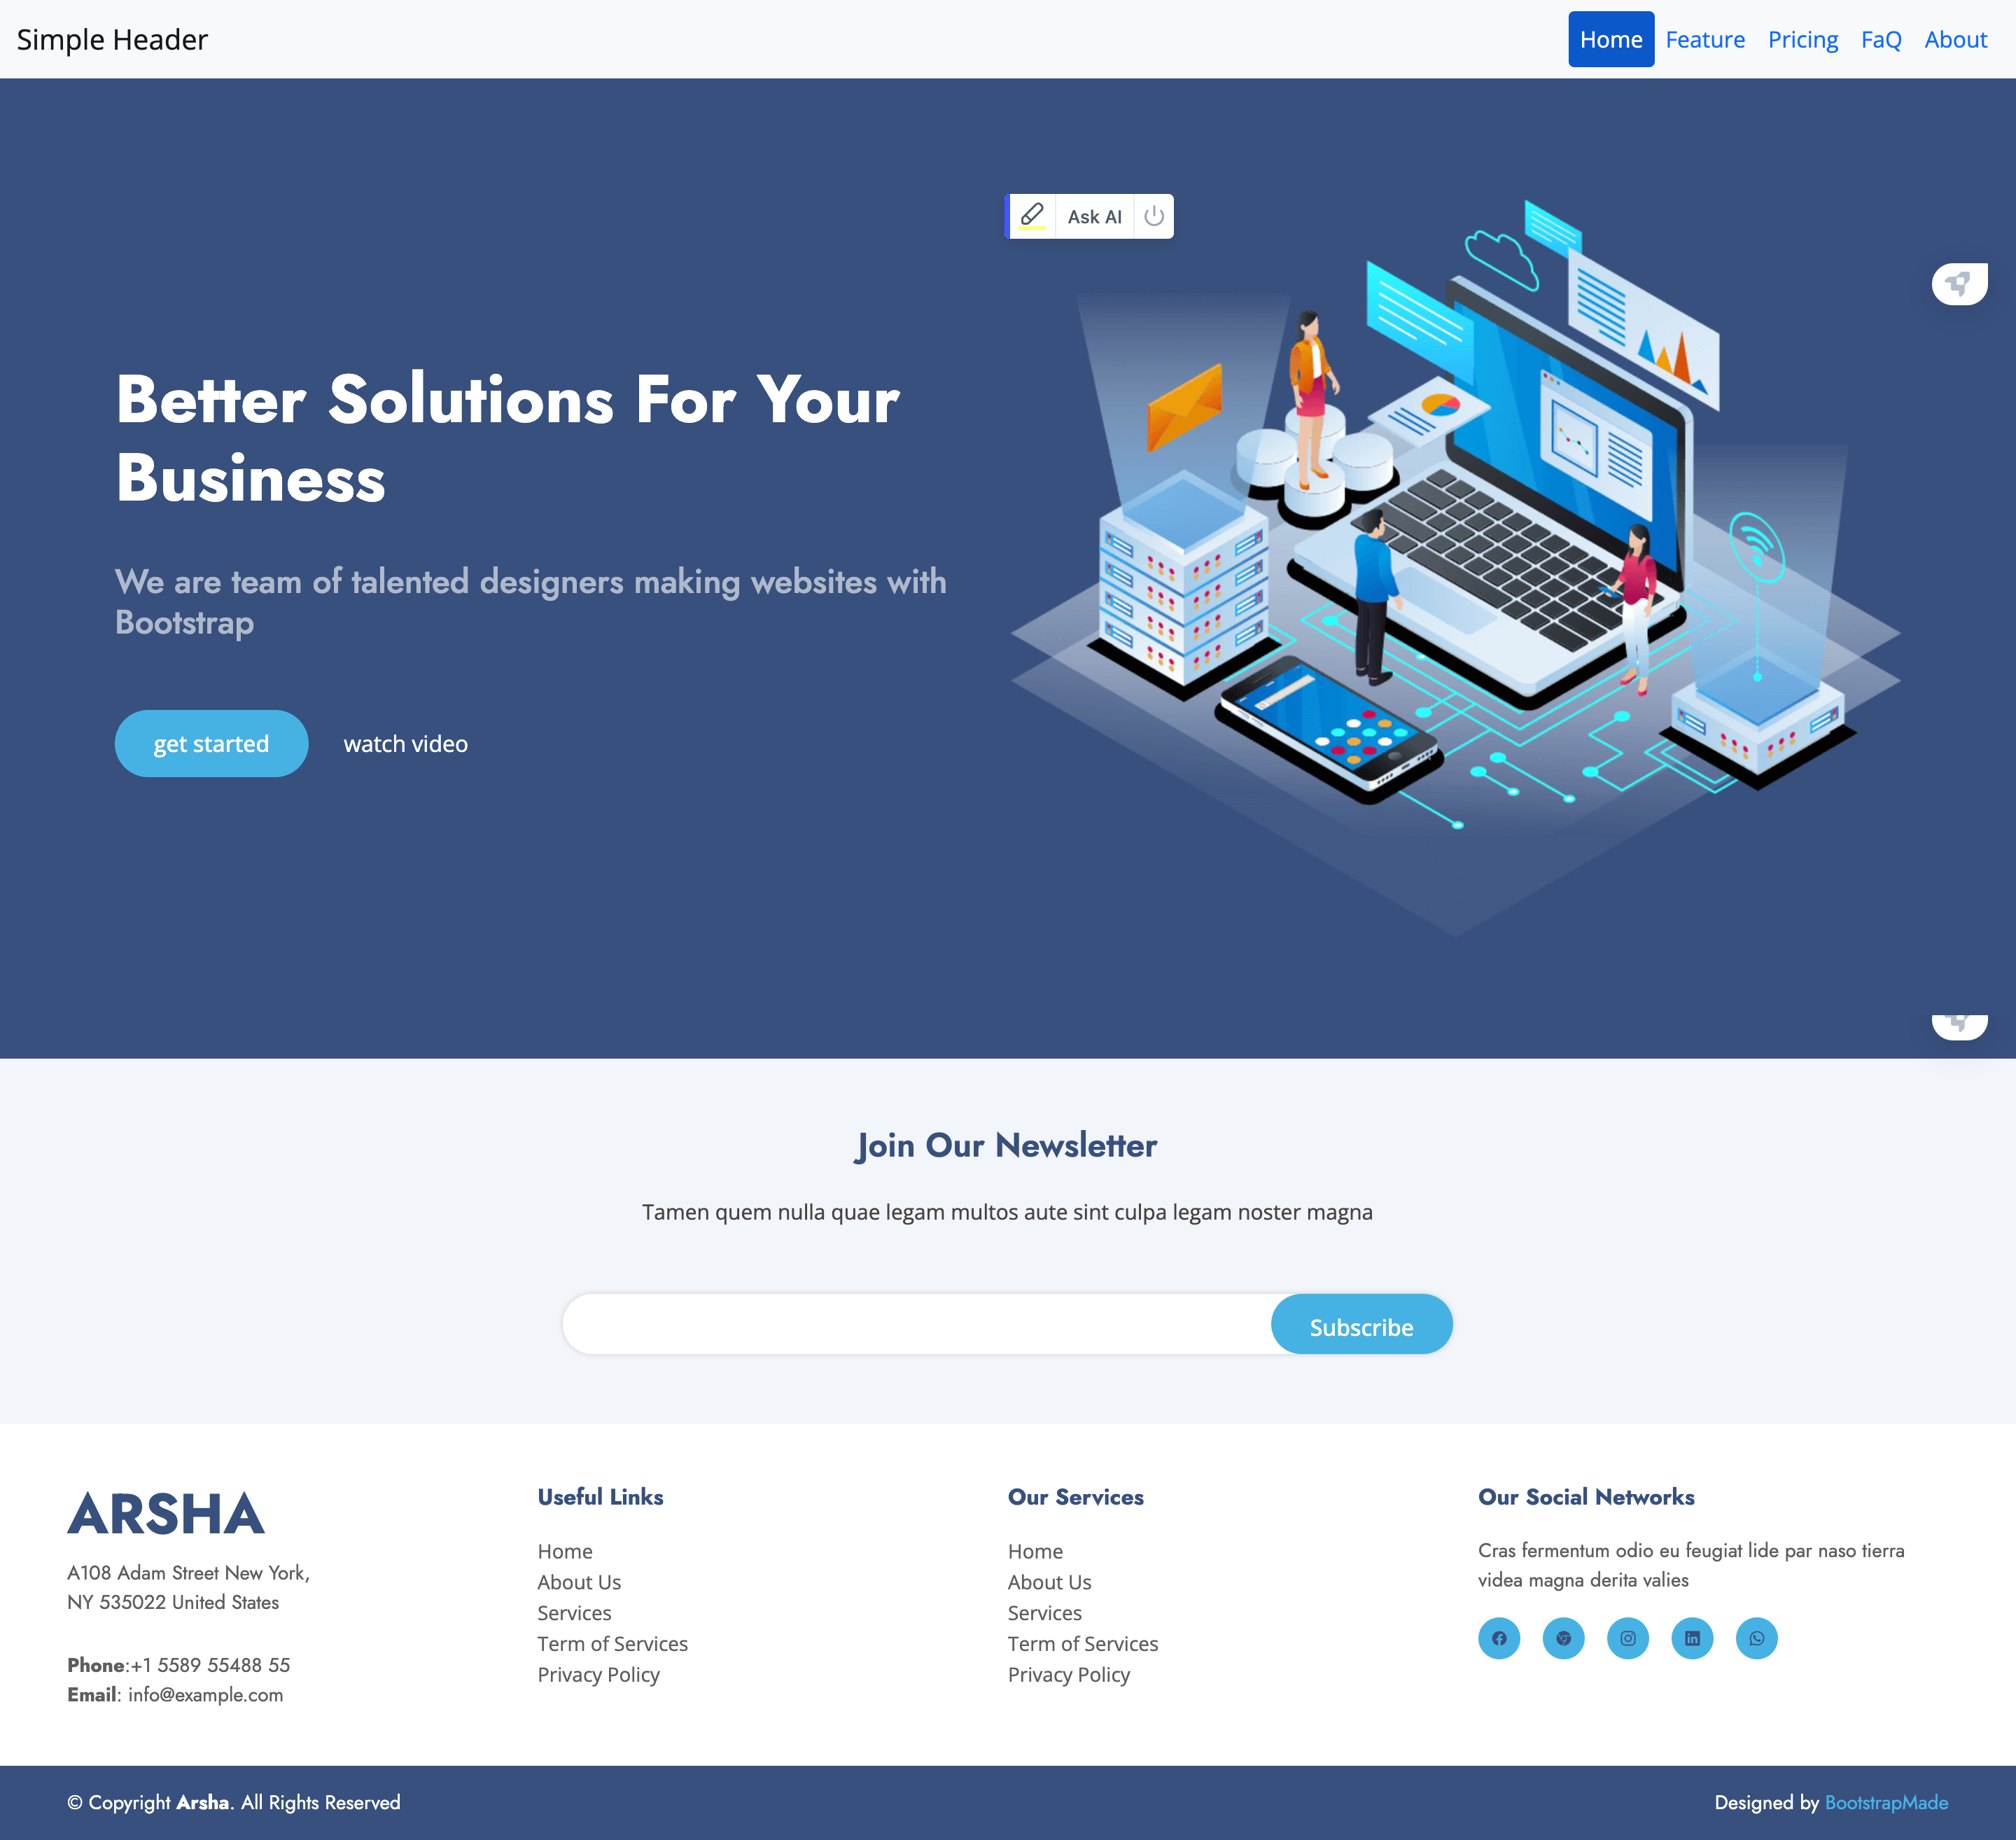 Simple Header
Home Feature Pricing FaQ About
Ask AI
Better Solutions For Your
Business
We are team of talented designers making websites with
Bootstrap
get started watch video
Join Our Newsletter
Tamen quem nulla quae legam multos aute sint culpa legam noster magna
Subscribe
ARSHA
A108 Adam Street New York,
NY 535022 United States
Phone:+1 5589 55488 55
Email: info@example.com
Useful Links
Home
About Us
Services
Term of Services
Privacy Policy
Our Services
Home
About Us
Services
Term of Services
Privacy Policy
Our Social Networks
Cras fermentum odio eu feugiat lide par naso tierra
videa magna derita valies
© Copyright Arsha. All Rights Reserved
Designed by BootstrapMade